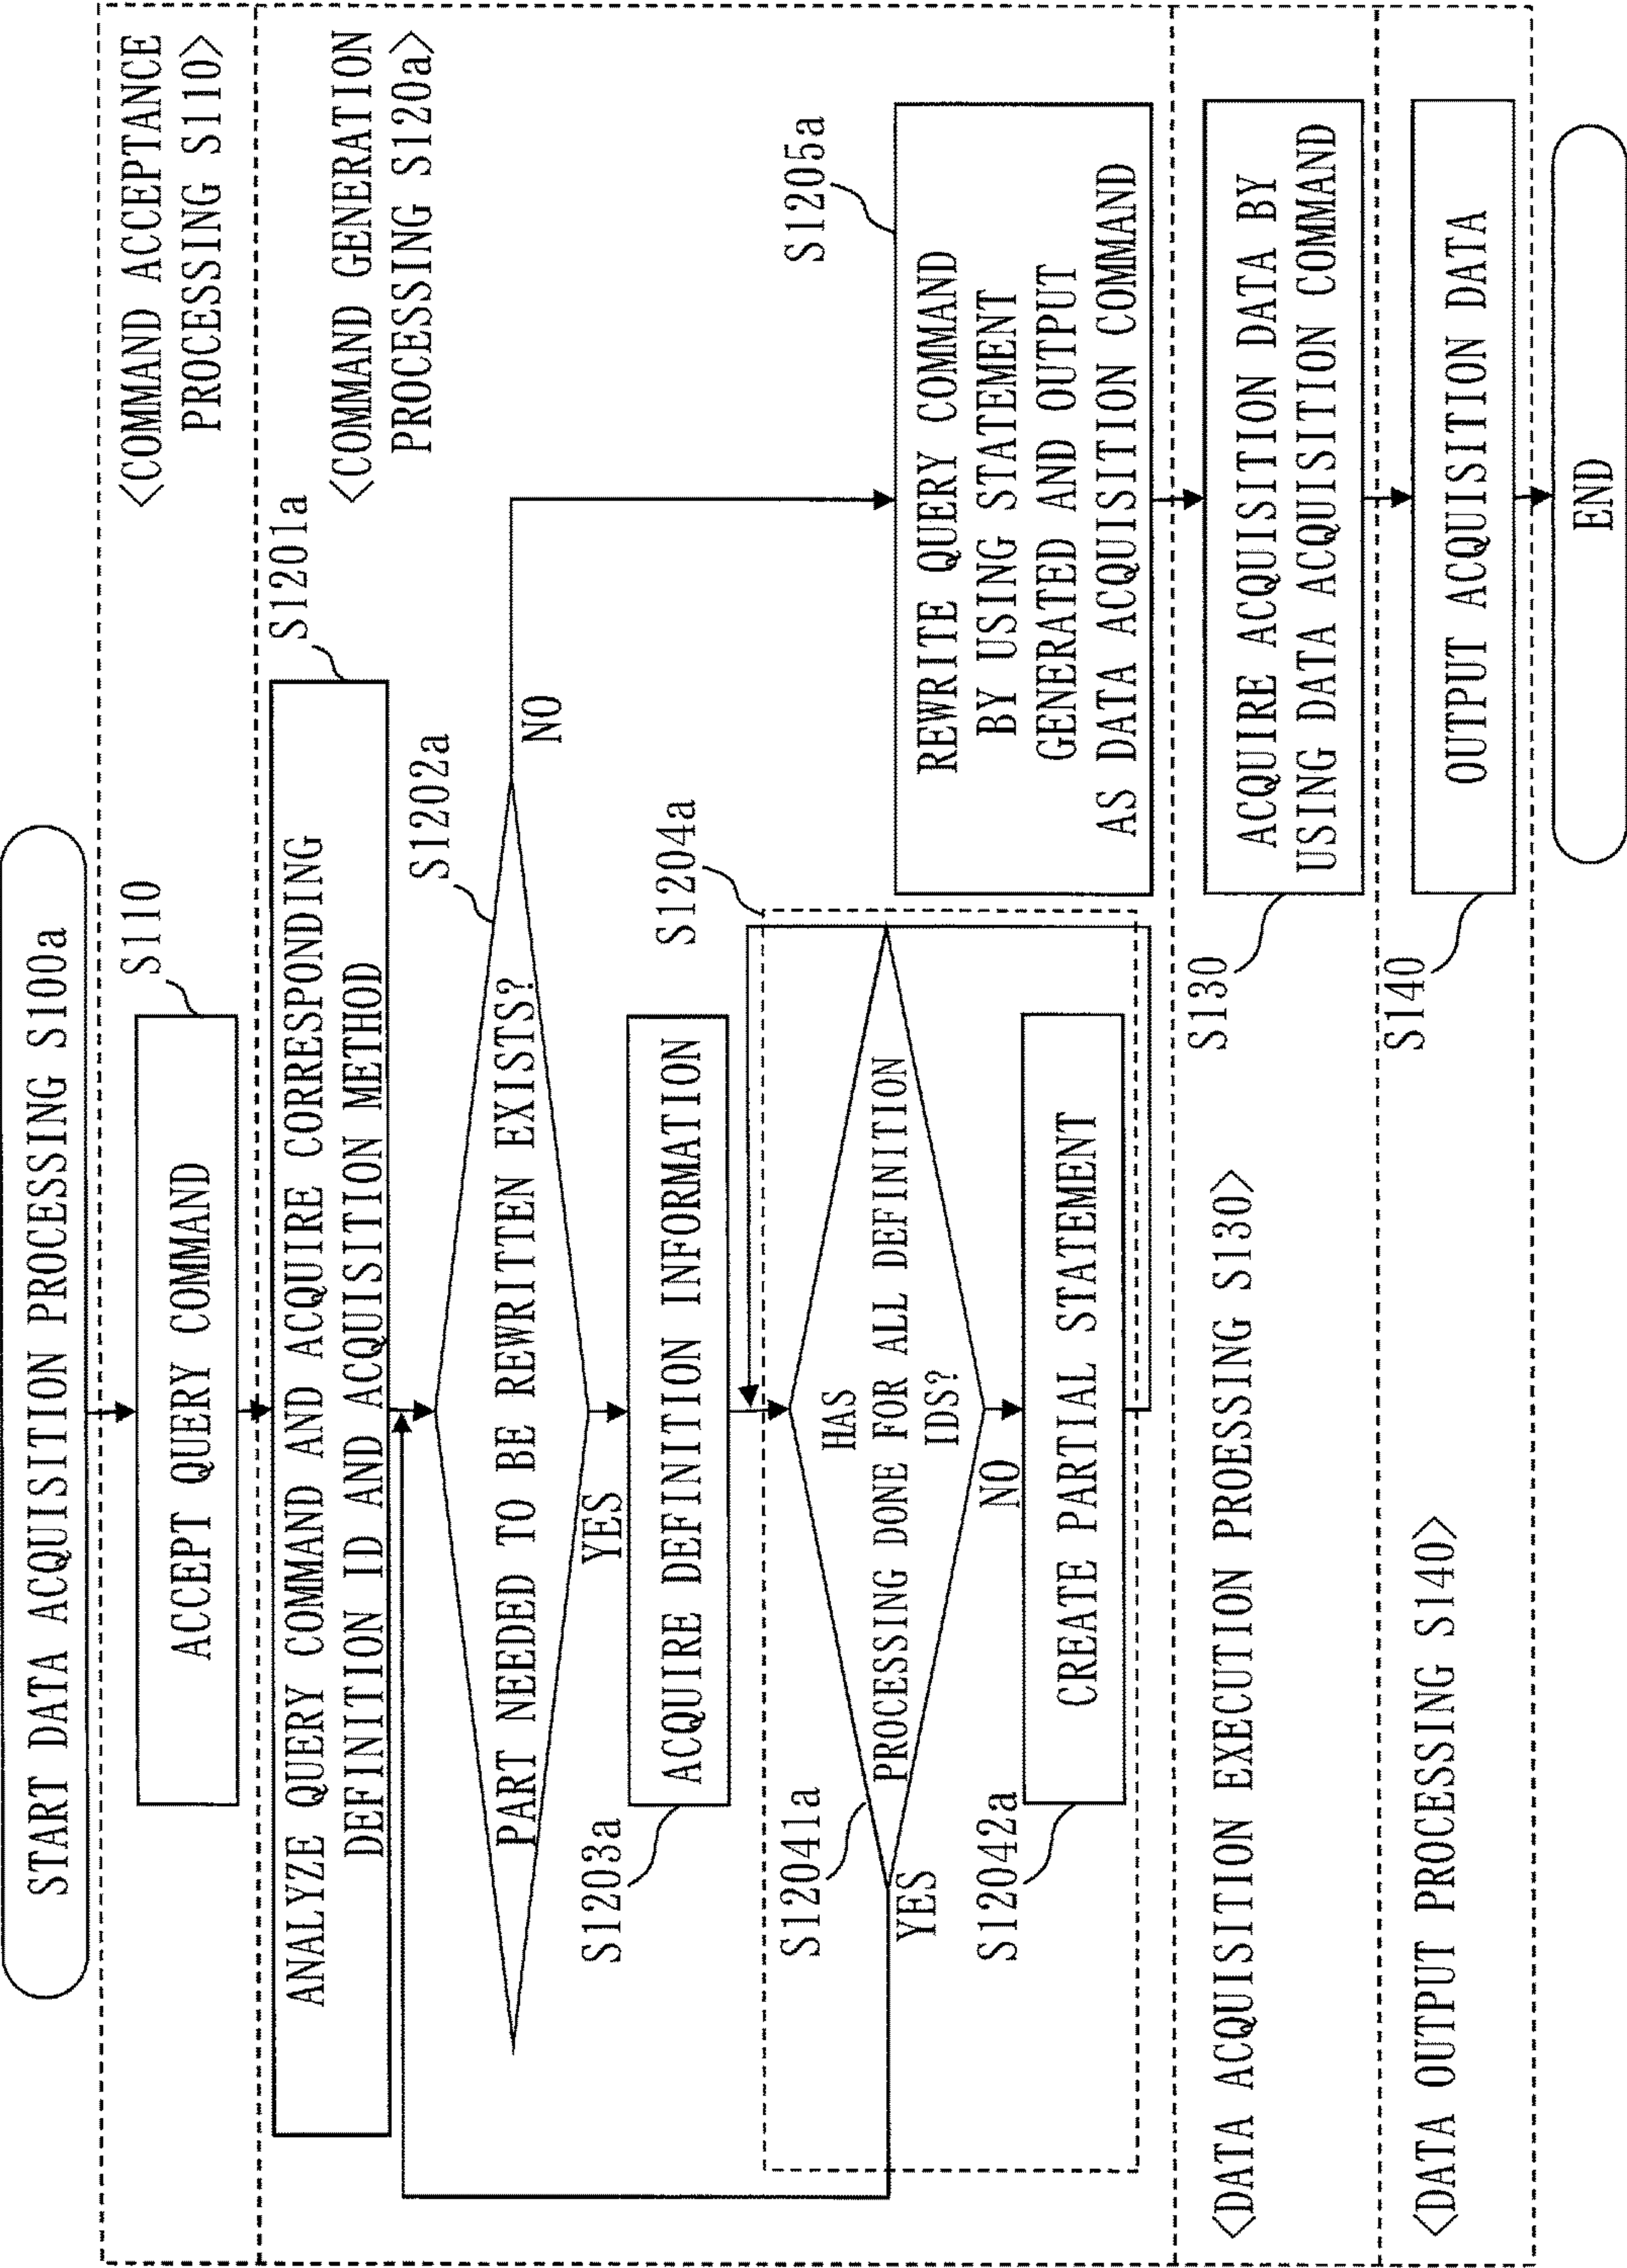 START DATA ACQUISITION PROCESSING S100a
<COMMAND ACCEPTANCE
PROCESSING S110>
S110
ACCEPT QUERY COMMAND
<COMMAND GENERATION
PROCESSING S120a>
S1201a
ANALYZE QUERY COMMAND AND ACQUIRE CORRESPONDING
DEFINITION ID AND ACQUISITION METHOD
S1202a
PART NEEDED TO BE REWRITTEN EXISTS?
NO
YES
S1203a
ACQUIRE DEFINITION INFORMATION
S1204a
S12041a
HAS
PROCESSING DONE FOR ALL DEFINITION
IDS?
YES
NO
S12042a
CREATE PARTIAL STATEMENT
S1205a
REWRITE QUERY COMMAND
BY USING STATEMENT
GENERATED AND OUTPUT
AS DATA ACQUISITION COMMAND
<DATA ACQUISITION EXECUTION PROESSING S130>
S130
ACQUIRE ACQUISITION DATA BY
USING DATA ACQUISITION COMMAND
<DATA OUTPUT PROCESSING S140>
S140
OUTPUT ACQUISITION DATA
END